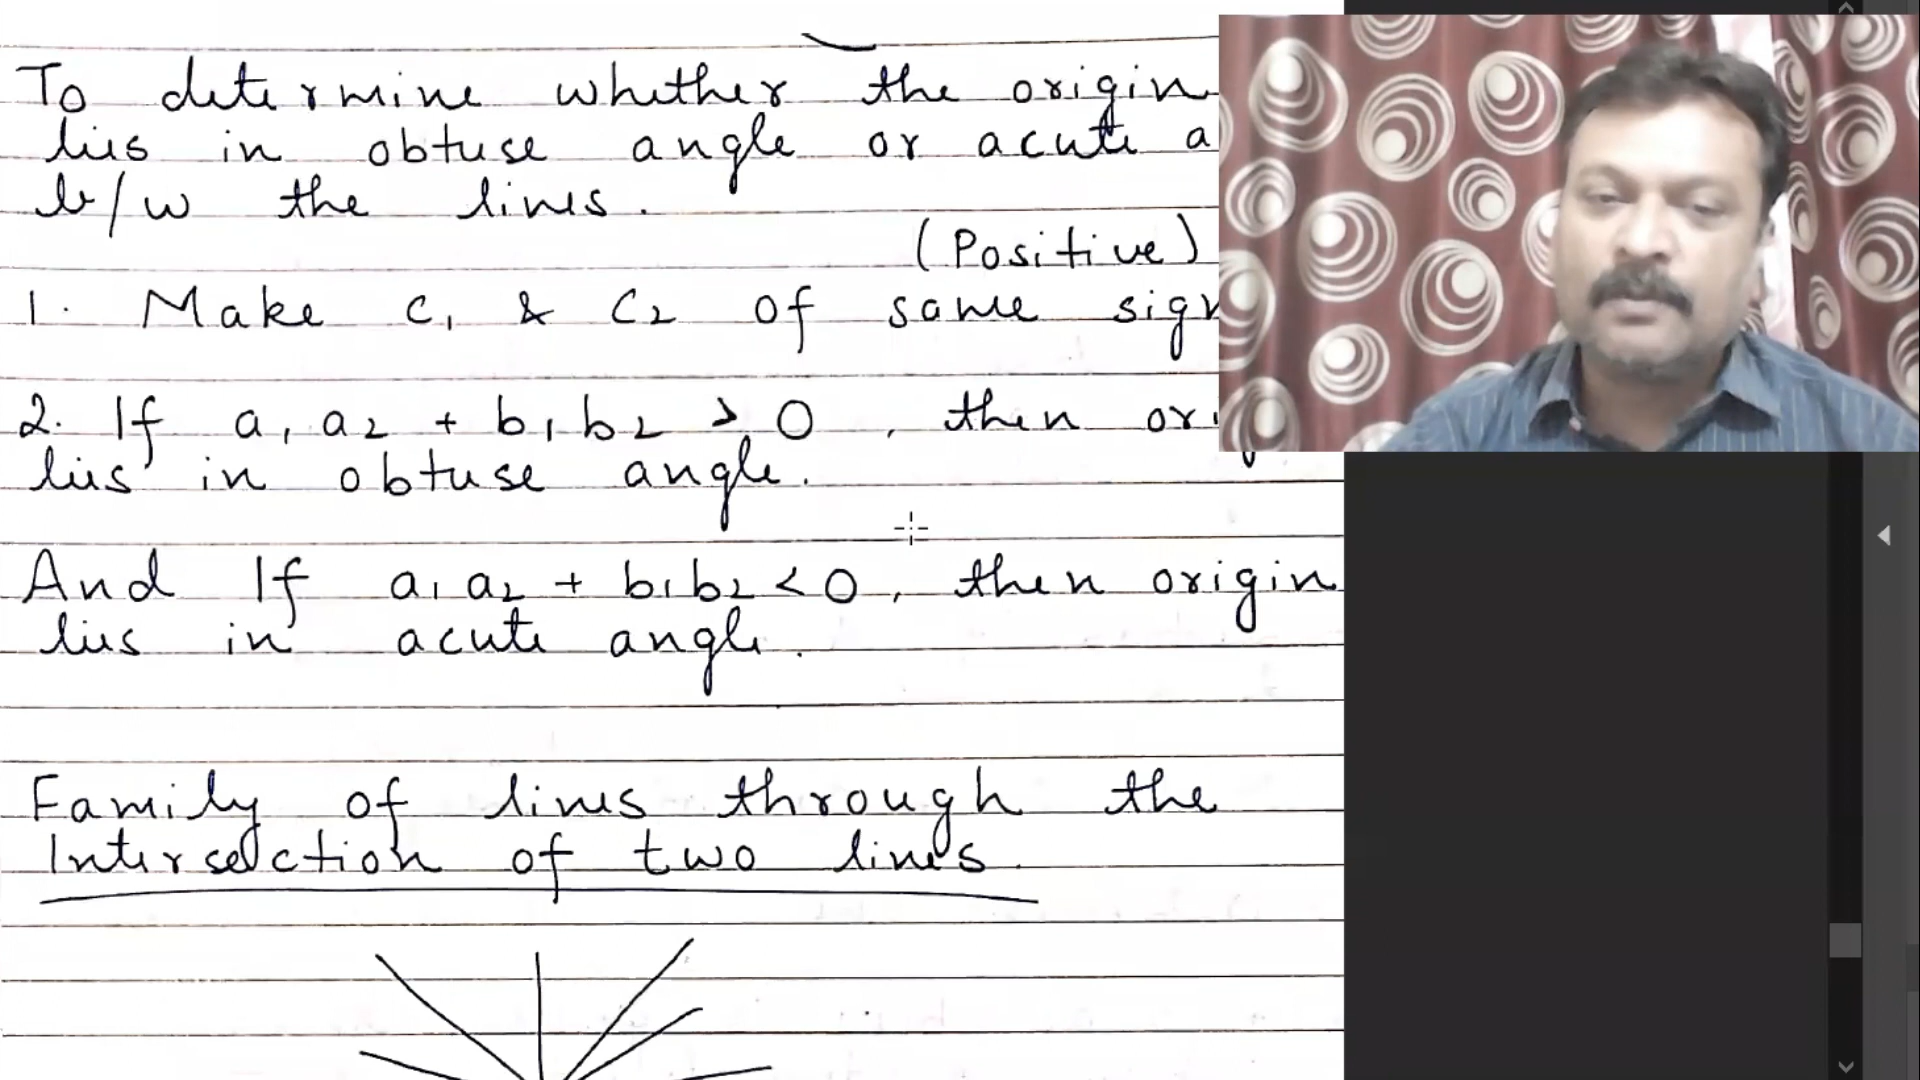 To determine whether the origin
lies in obtuse angle or acute a
b/w the lines.
(Positive)
1. Make c₁ & c₂ of same sign
2. If a₁a₂ + b₁b₂ > 0, then ori
lies in obtuse angle.
And If a₁a₂ + b₁b₂ < 0, then origin
lies in acute angle.
Family of lines through the
Intersection of two lines.